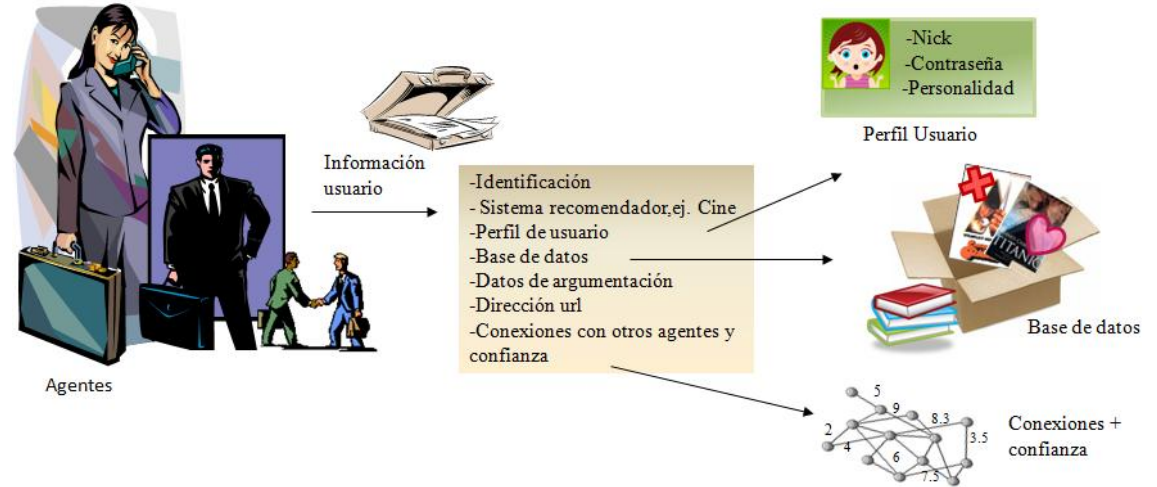 Agentes
Información
usuario
-Identificación
- Sistema recomendador,ej. Cine
-Perfil de usuario
-Base de datos
-Datos de argumentación
-Dirección url
-Conexiones con otros agentes y
confianza
-Nick
-Contraseña
-Personalidad
Perfil Usuario
TITANIC
Base de datos
5
9
8.3
2
4
3.5
6
7.5
Conexiones +
confianza